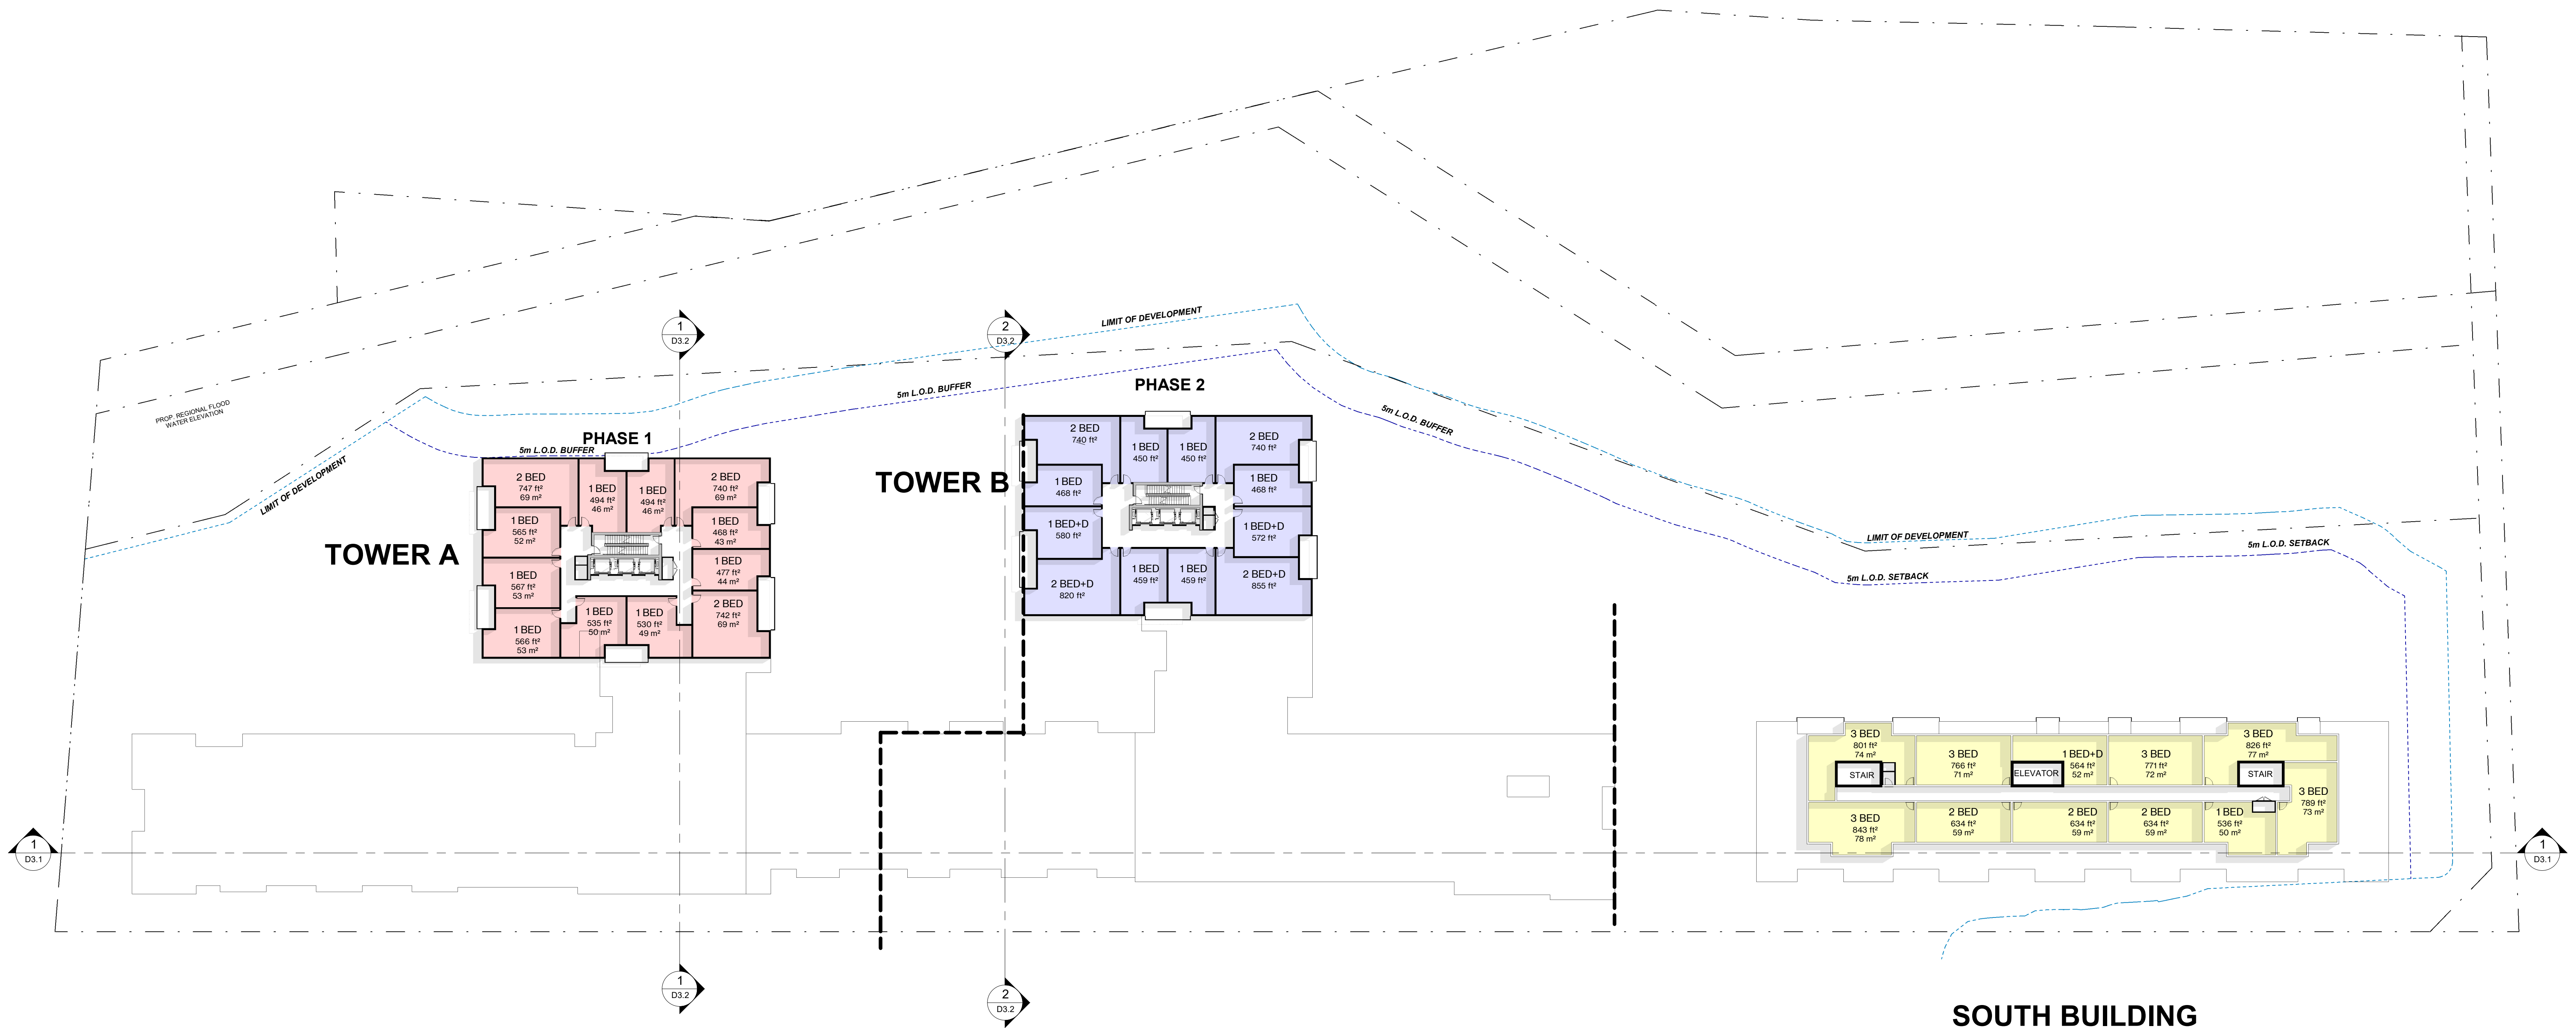 1
D3.2
2
D3.2
LIMIT OF DEVELOPMENT
PHASE 2
5m L.O.D. BUFFER
5m L.O.D. BUFFER
PROP. REGIONAL FLOOD
WATER ELEVATION
LIMIT OF DEVELOPMENT
PHASE 1
5m L.O.D. BUFFER
TOWER A
2 BED
747 ft²
69 m²
1 BED
494 ft²
46 m²
1 BED
494 ft²
46 m²
2 BED
740 ft²
69 m²
1 BED
565 ft²
52 m²
1 BED
468 ft²
43 m²
1 BED
567 ft²
53 m²
1 BED
477 ft²
44 m²
1 BED
566 ft²
53 m²
1 BED
535 ft²
50 m²
1 BED
530 ft²
49 m²
2 BED
742 ft²
69 m²
TOWER B
2 BED
740 ft²
1 BED
450 ft²
1 BED
450 ft²
2 BED
740 ft²
1 BED
468 ft²
1 BED
468 ft²
1 BED+D
580 ft²
1 BED+D
572 ft²
2 BED+D
820 ft²
1 BED
459 ft²
1 BED
459 ft²
2 BED+D
855 ft²
LIMIT OF DEVELOPMENT
5m L.O.D. SETBACK
5m L.O.D. SETBACK
3 BED
801 ft²
74 m²
3 BED
766 ft²
71 m²
1 BED+D
564 ft²
52 m²
3 BED
771 ft²
72 m²
3 BED
826 ft²
77 m²
STAIR
ELEVATOR
STAIR
3 BED
789 ft²
73 m²
3 BED
843 ft²
78 m²
2 BED
634 ft²
59 m²
2 BED
634 ft²
59 m²
2 BED
634 ft²
59 m²
1 BED
536 ft²
50 m²
1
D3.1
1
D3.1
1
D3.2
2
D3.2
SOUTH BUILDING